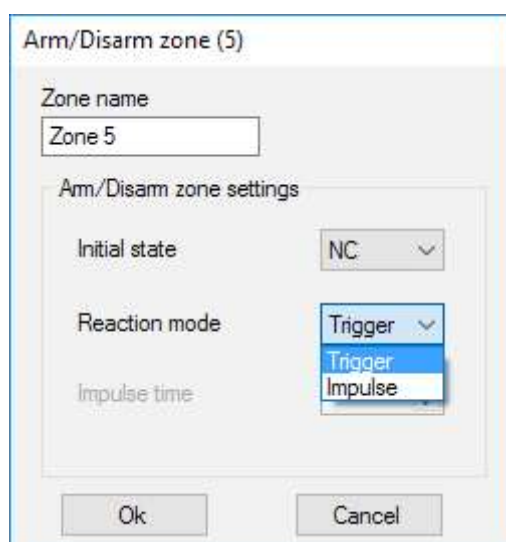 Arm/Disarm zone (5)
Zone name
Zone 5
Arm/Disarm zone settings
Initial state NC
Reaction mode Trigger
Trigger
Impulse
Impulse time
Ok Cancel